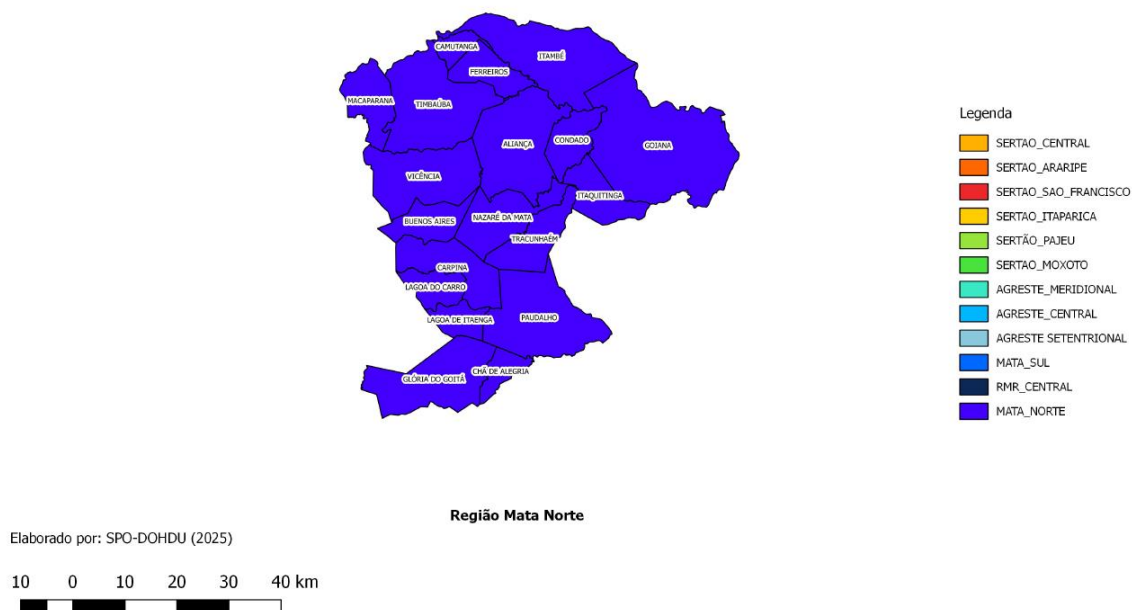 CAMUTANGA
ITAMBÉ
FERREIROS
MACAPARANA
TIMBAÚBA
ALIANÇA
CONDADO
GOIANA
VICÊNCIA
ITAQUITINGA
BUENOS AIRES
NAZARÉ DA MATA
TRACUNHAÉM
CARPINA
LAGOA DO CARRO
LAGOA DE ITAENGA
PAUDALHO
CHÃ DE ALEGRIA
GLÓRIA DO GOITÁ
Legenda
SERTAO_CENTRAL
SERTAO_ARARIPE
SERTAO_SAO_FRANCISCO
SERTAO_ITAPARICA
SERTÃO_PAJEU
SERTAO_MOXOTO
AGRESTE_MERIDIONAL
AGRESTE_CENTRAL
AGRESTE SETENTRIONAL
MATA_SUL
RMR_CENTRAL
MATA_NORTE
Região Mata Norte
Elaborado por: SPO-DOHDU (2025)
10 0 10 20 30 40 km